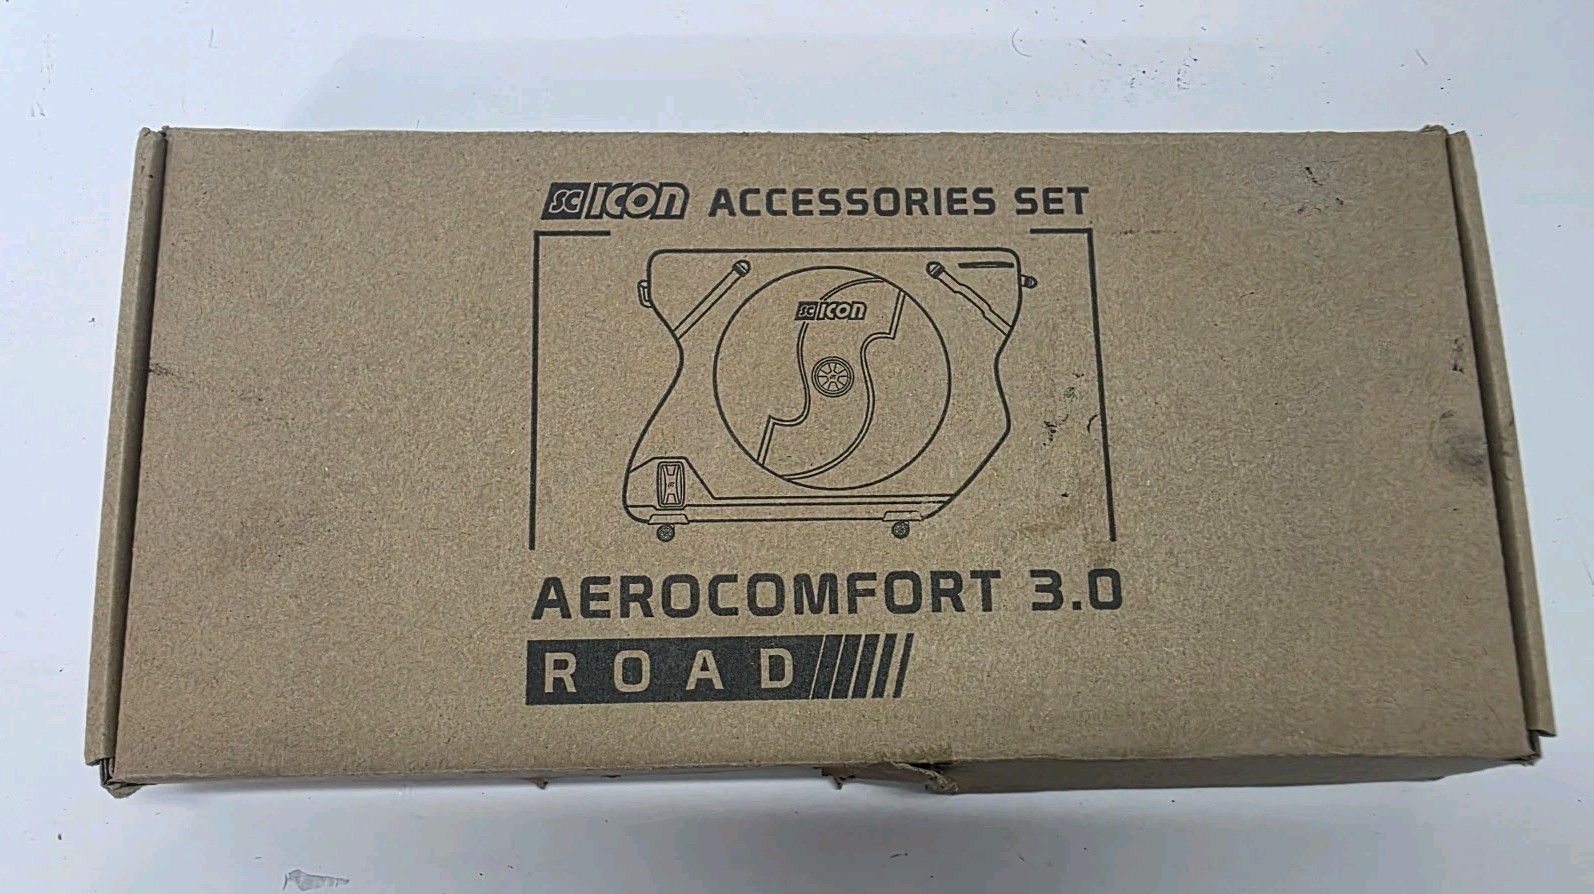 SCICON ACCESSORIES SET
SCICON
AEROCOMFORT 3.0
ROAD